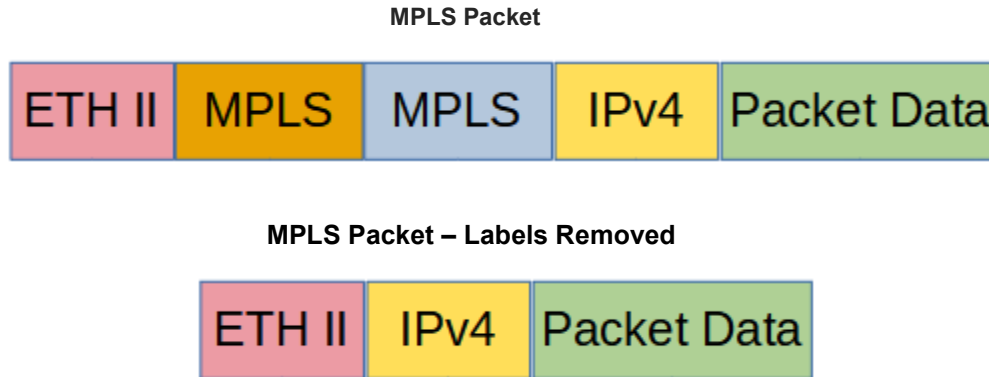 MPLS Packet
ETH II MPLS MPLS IPv4 Packet Data
MPLS Packet – Labels Removed
ETH II IPv4 Packet Data